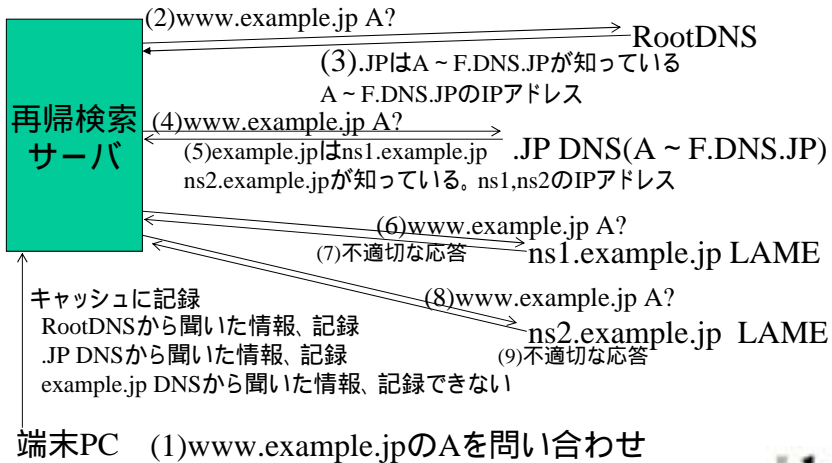 (2)www.example.jp A?
RootDNS
(3).JPはA~F.DNS.JPが知っている
A~F.DNS.JPのIPアドレス
再帰検索
サーバ
(4)www.example.jp A?
(5)example.jpはns1.example.jp
.JP DNS(A~F.DNS.JP)
ns2.example.jpが知っている。ns1,ns2のIPアドレス
(6)www.example.jp A?
(7)不適切な応答
ns1.example.jp LAME
キャッシュに記録
(8)www.example.jp A?
RootDNSから聞いた情報、記録
ns2.example.jp LAME
.JP DNSから聞いた情報、記録
(9)不適切な応答
example.jp DNSから聞いた情報、記録できない
端末PC (1)www.example.jpのAを問い合わせ